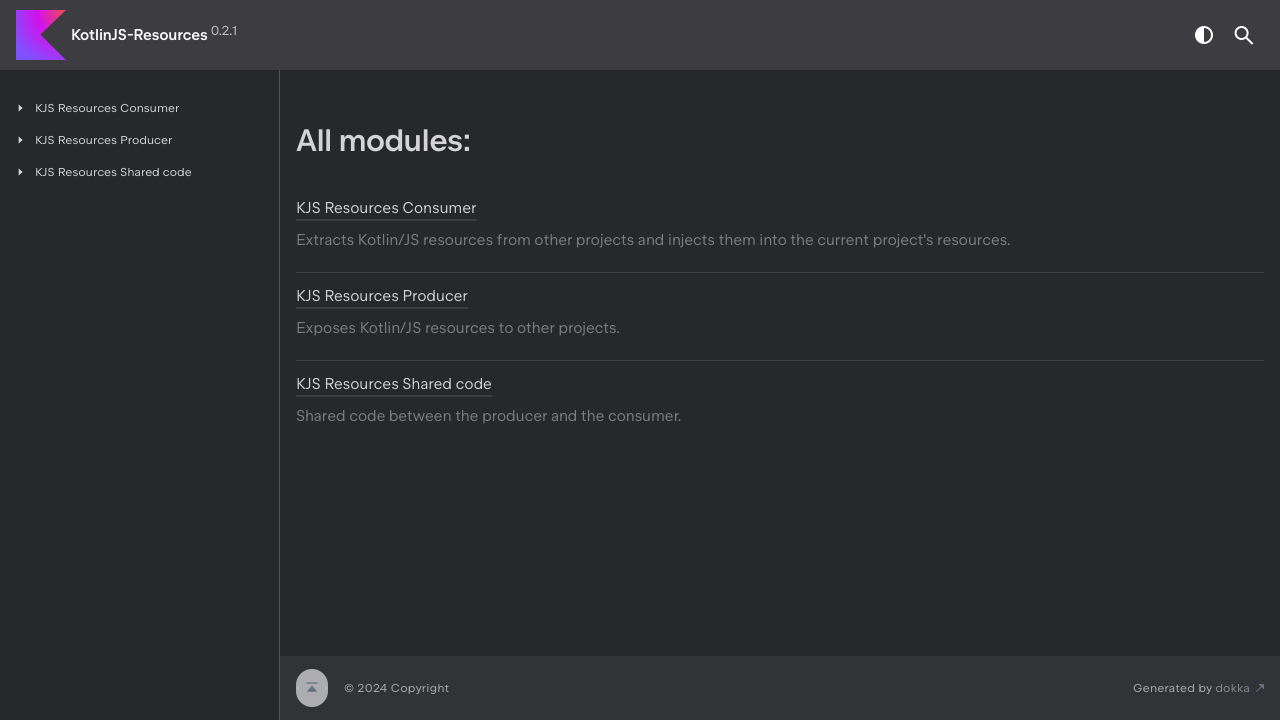 KotlinJS-Resources 0.2.1
KJS Resources Consumer
KJS Resources Producer
KJS Resources Shared code
All modules:
KJS Resources Consumer
Extracts Kotlin/JS resources from other projects and injects them into the current project's resources.
KJS Resources Producer
Exposes Kotlin/JS resources to other projects.
KJS Resources Shared code
Shared code between the producer and the consumer.
© 2024 Copyright
Generated by dokka